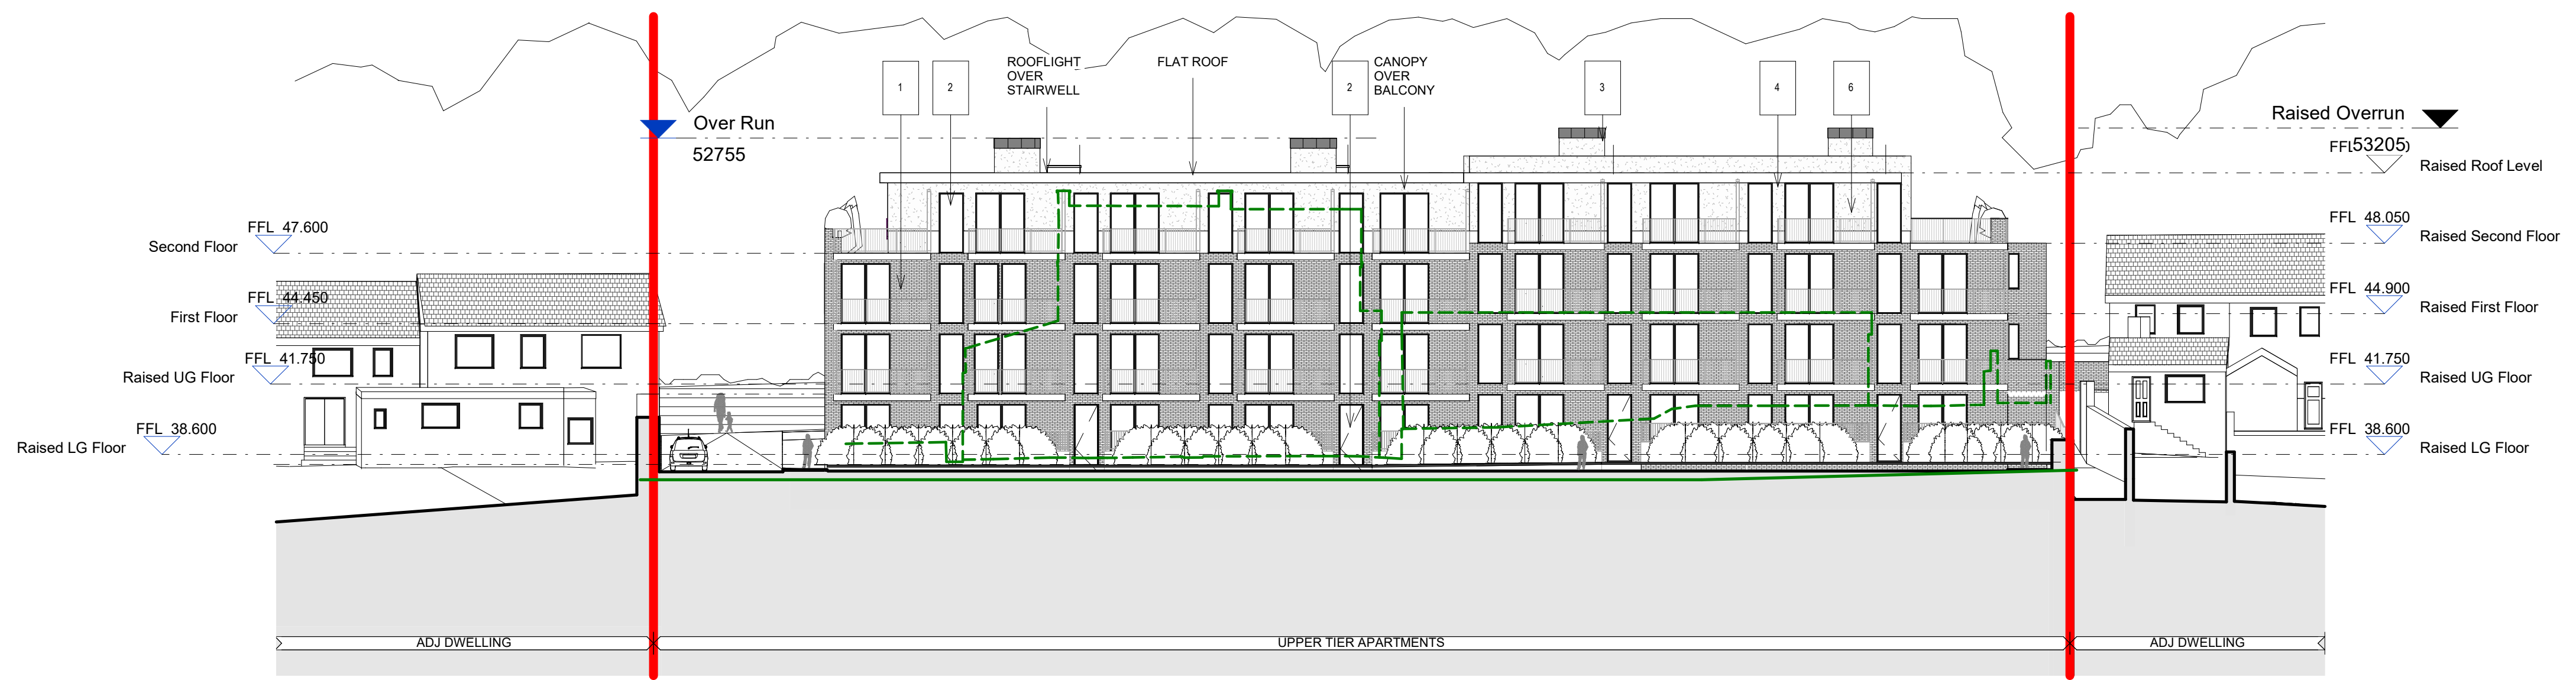 1
2
ROOFLIGHT
OVER
STAIRWELL
FLAT ROOF
2
CANOPY
OVER
BALCONY
3
4
6
Over Run
52755
Raised Overrun
53205
FFL
Raised Roof Level
FFL 47.600
Second Floor
FFL 44.450
First Floor
FFL 41.750
Raised UG Floor
FFL 38.600
Raised LG Floor
FFL 48.050
Raised Second Floor
FFL 44.900
Raised First Floor
FFL 41.750
Raised UG Floor
FFL 38.600
Raised LG Floor
ADJ DWELLING
UPPER TIER APARTMENTS
ADJ DWELLING